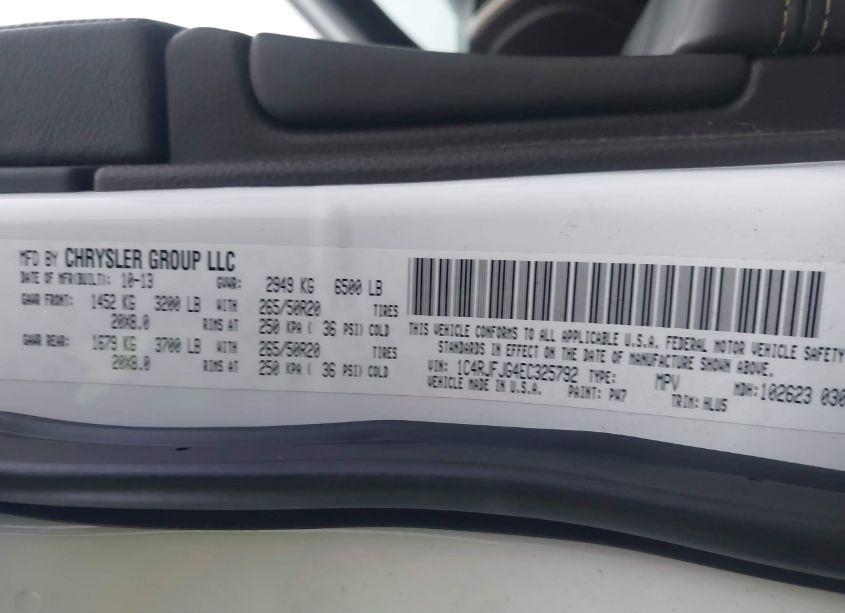 MFD BY CHRYSLER GROUP LLC
DATE OF MFR(BUILT): 10-13 GVWR: 2949 KG 6500 LB
GAWR FRONT: 1452 KG 3200 LB WITH 265/50R20 TIRES
20X8.0 RIMS AT 250 KPA ( 36 PSI) COLD
GAWR REAR: 1679 KG 3700 LB WITH 265/50R20 TIRES
20X8.0 RIMS AT 250 KPA ( 36 PSI) COLD
THIS VEHICLE CONFORMS TO ALL APPLICABLE U.S.A. FEDERAL MOTOR VEHICLE SAFETY
STANDARDS IN EFFECT ON THE DATE OF MANUFACTURE SHOWN ABOVE.
VIN: 1C4RJFJG4EC325792 TYPE: MPV MDH: 102623 030
VEHICLE MADE IN U.S.A. PAINT: PW7 TRIM: HLU5